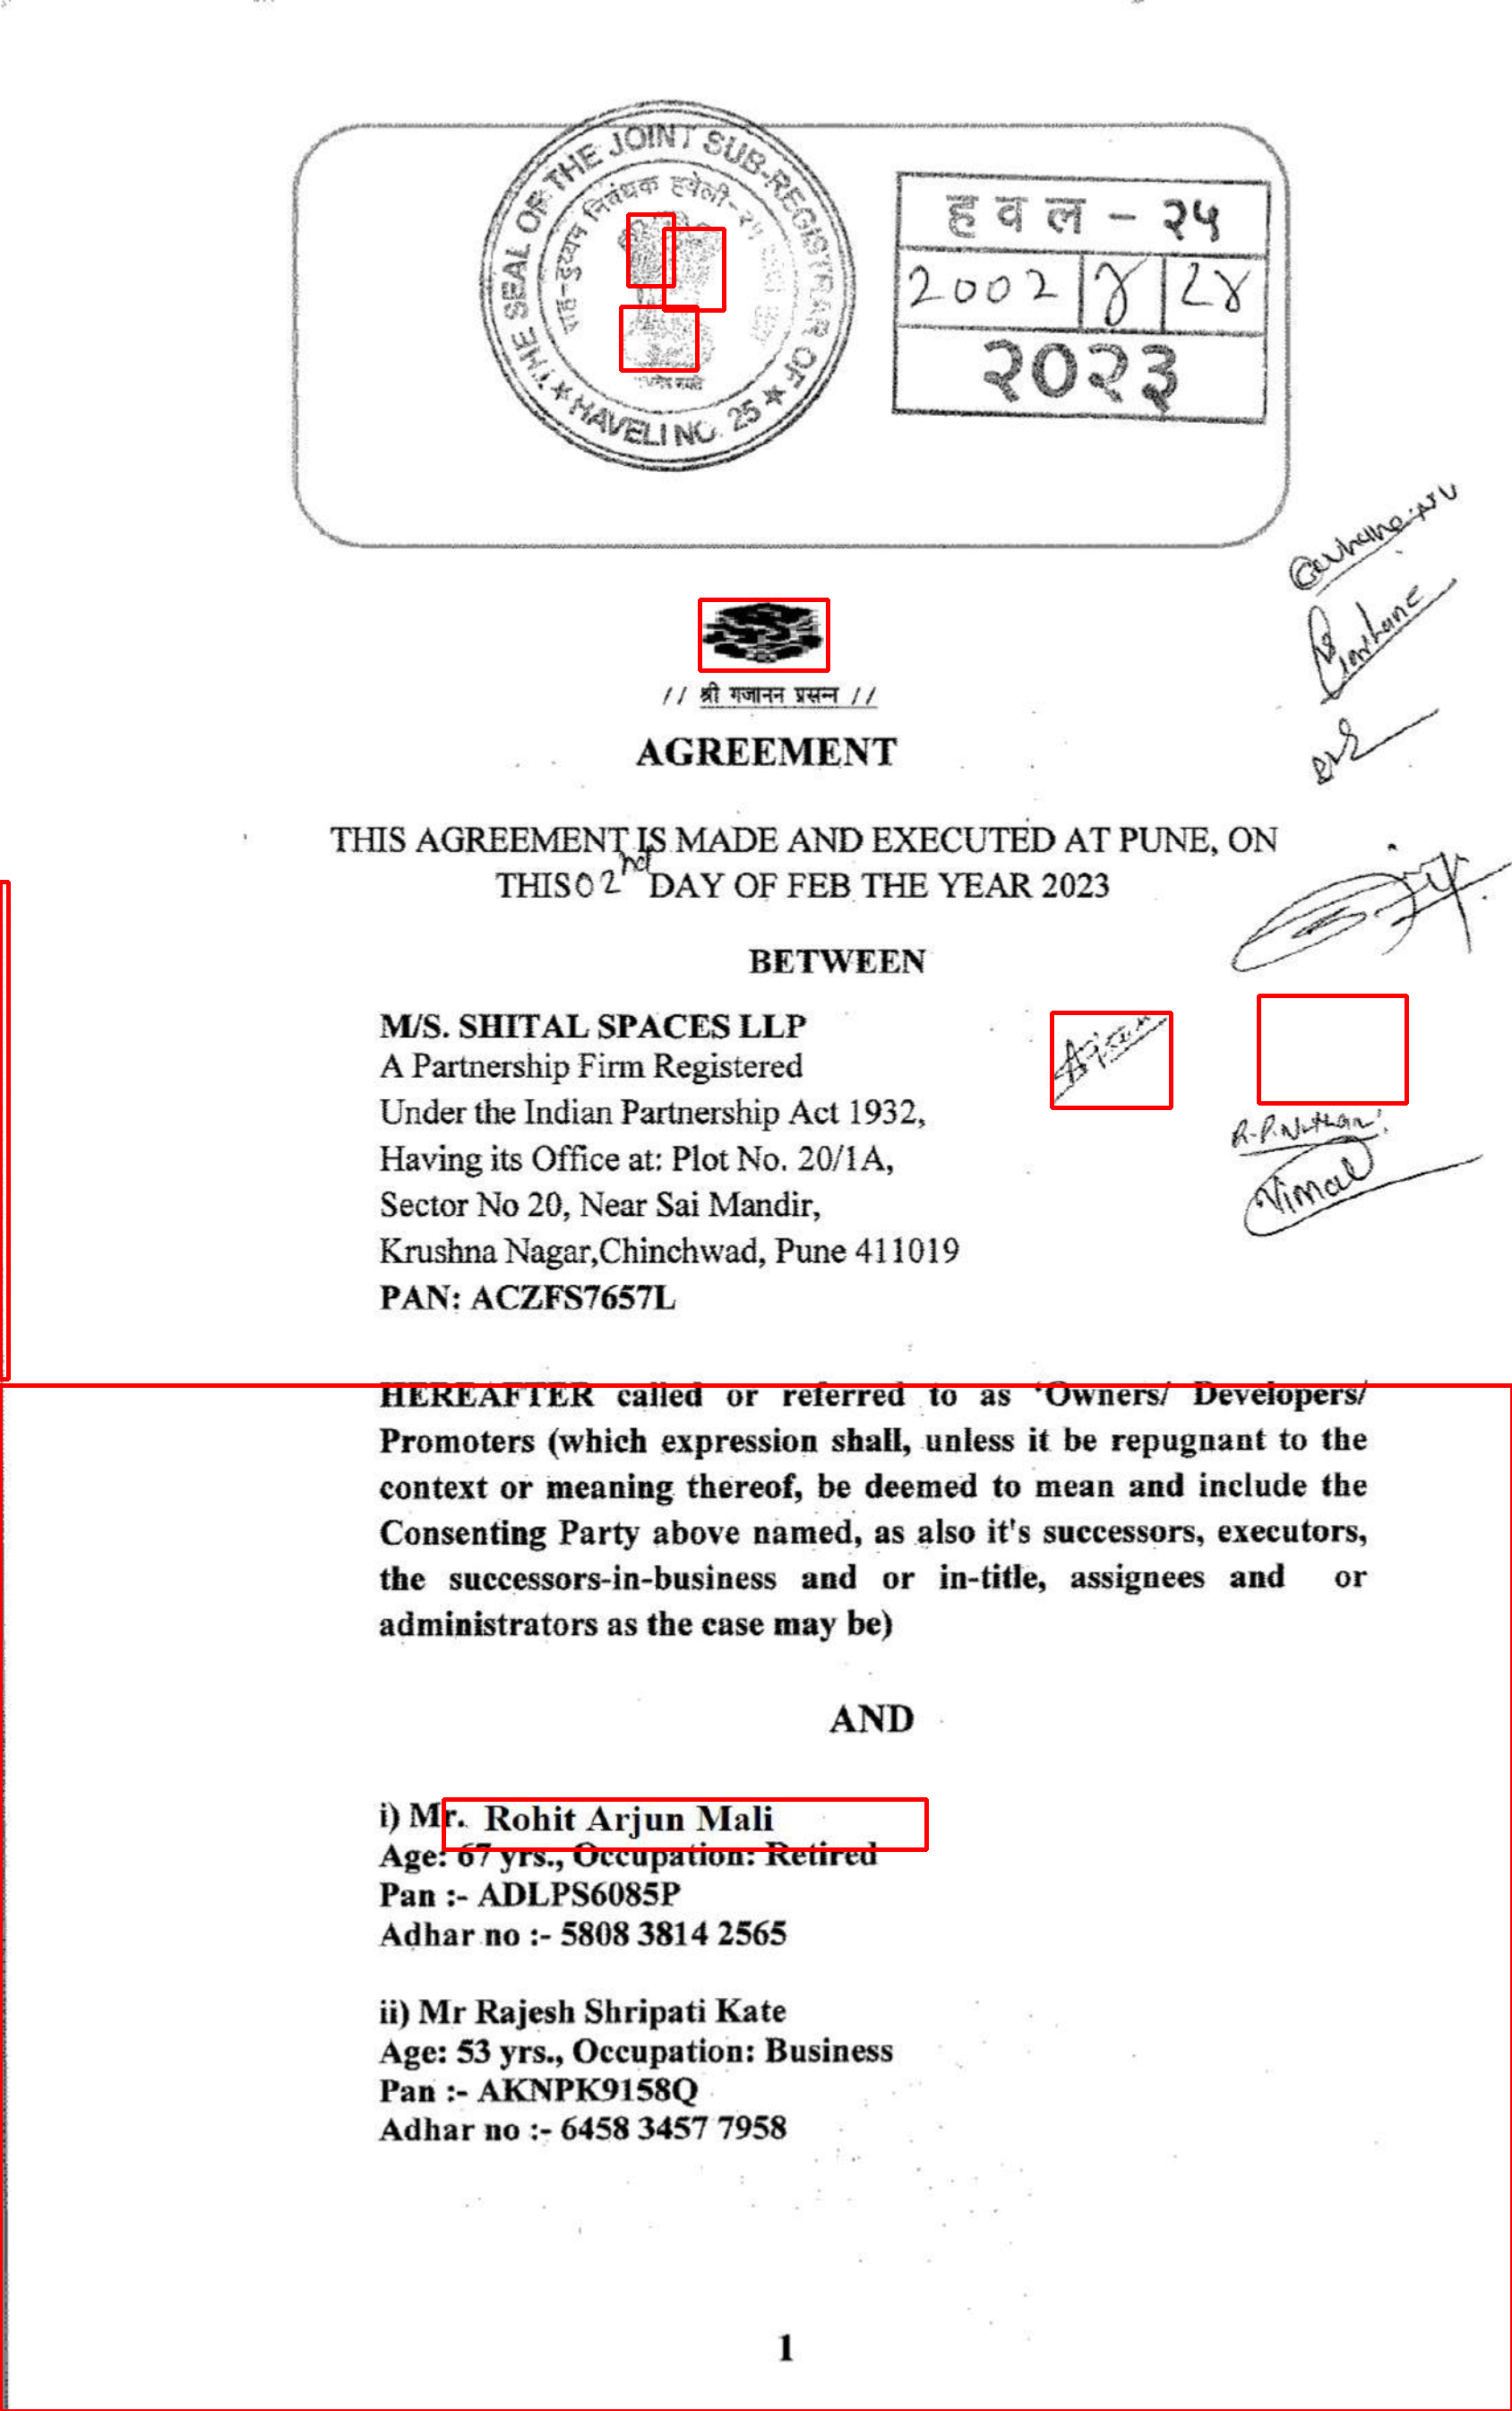 THE SEAL OF THE JOINT SUB-REGISTRAR OF
HAVELI NO. 25
हवल - २५
2002 | ४ | ८४
२०२३
// श्री गजानन प्रसन्न //
AGREEMENT
THIS AGREEMENT IS MADE AND EXECUTED AT PUNE, ON
THIS 02nd DAY OF FEB THE YEAR 2023
BETWEEN
M/S. SHITAL SPACES LLP
A Partnership Firm Registered
Under the Indian Partnership Act 1932,
Having its Office at: Plot No. 20/1A,
R.P.Nathan
Sector No 20, Near Sai Mandir,
Vimal
Krushna Nagar,Chinchwad, Pune 411019
PAN: ACZFS7657L
HEREAFTER called or referred to as 'Owners/ Developers/
Promoters (which expression shall, unless it be repugnant to the
context or meaning thereof, be deemed to mean and include the
Consenting Party above named, as also it's successors, executors,
the successors-in-business and or in-title, assignees and or
administrators as the case may be)
AND
i) Mr. Rohit Arjun Mali
Age: 67 yrs., Occupation: Retired
Pan :- ADLPS6085P
Adhar no :- 5808 3814 2565
ii) Mr Rajesh Shripati Kate
Age: 53 yrs., Occupation: Business
Pan :- AKNPK9158Q
Adhar no :- 6458 3457 7958
1